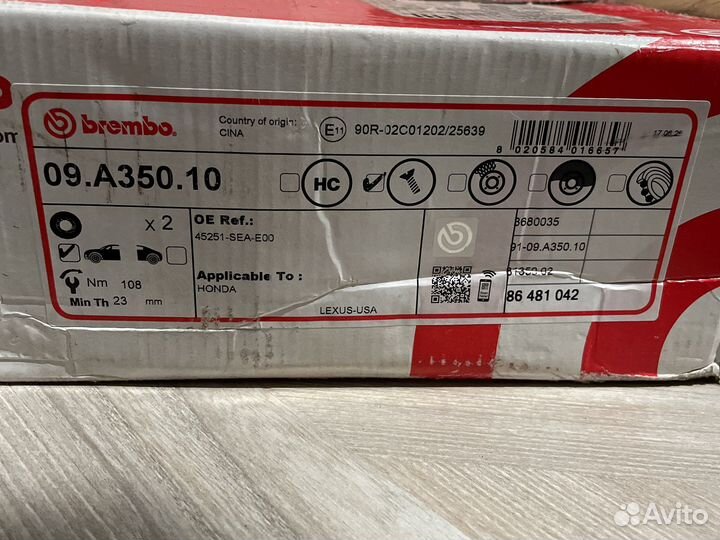 brembo.
Country of origin:
CINA
E11
90R-02C01202/25639
8 020584 016657
09.A350.10
HC
x 2
OE Ref.:
45251-SEA-E00
Nm 108
Min Th 23 mm
Applicable To :
HONDA
LEXUS-USA
8680035
91-09.A350.10
86 481 042
Avito